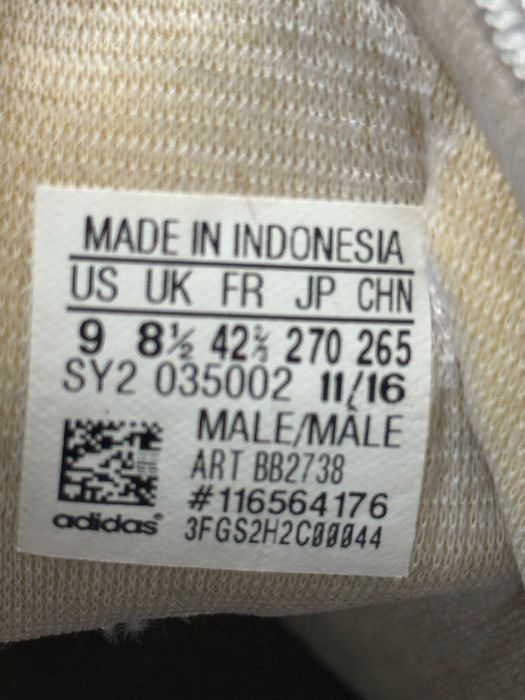 MADE IN INDONESIA
US UK FR JP CHN
9 8½ 42⅔ 270 265
SY2 035002 11/16
MALE/MÂLE
ART BB2738
#116564176
adidas® 3FGS2H2C00044